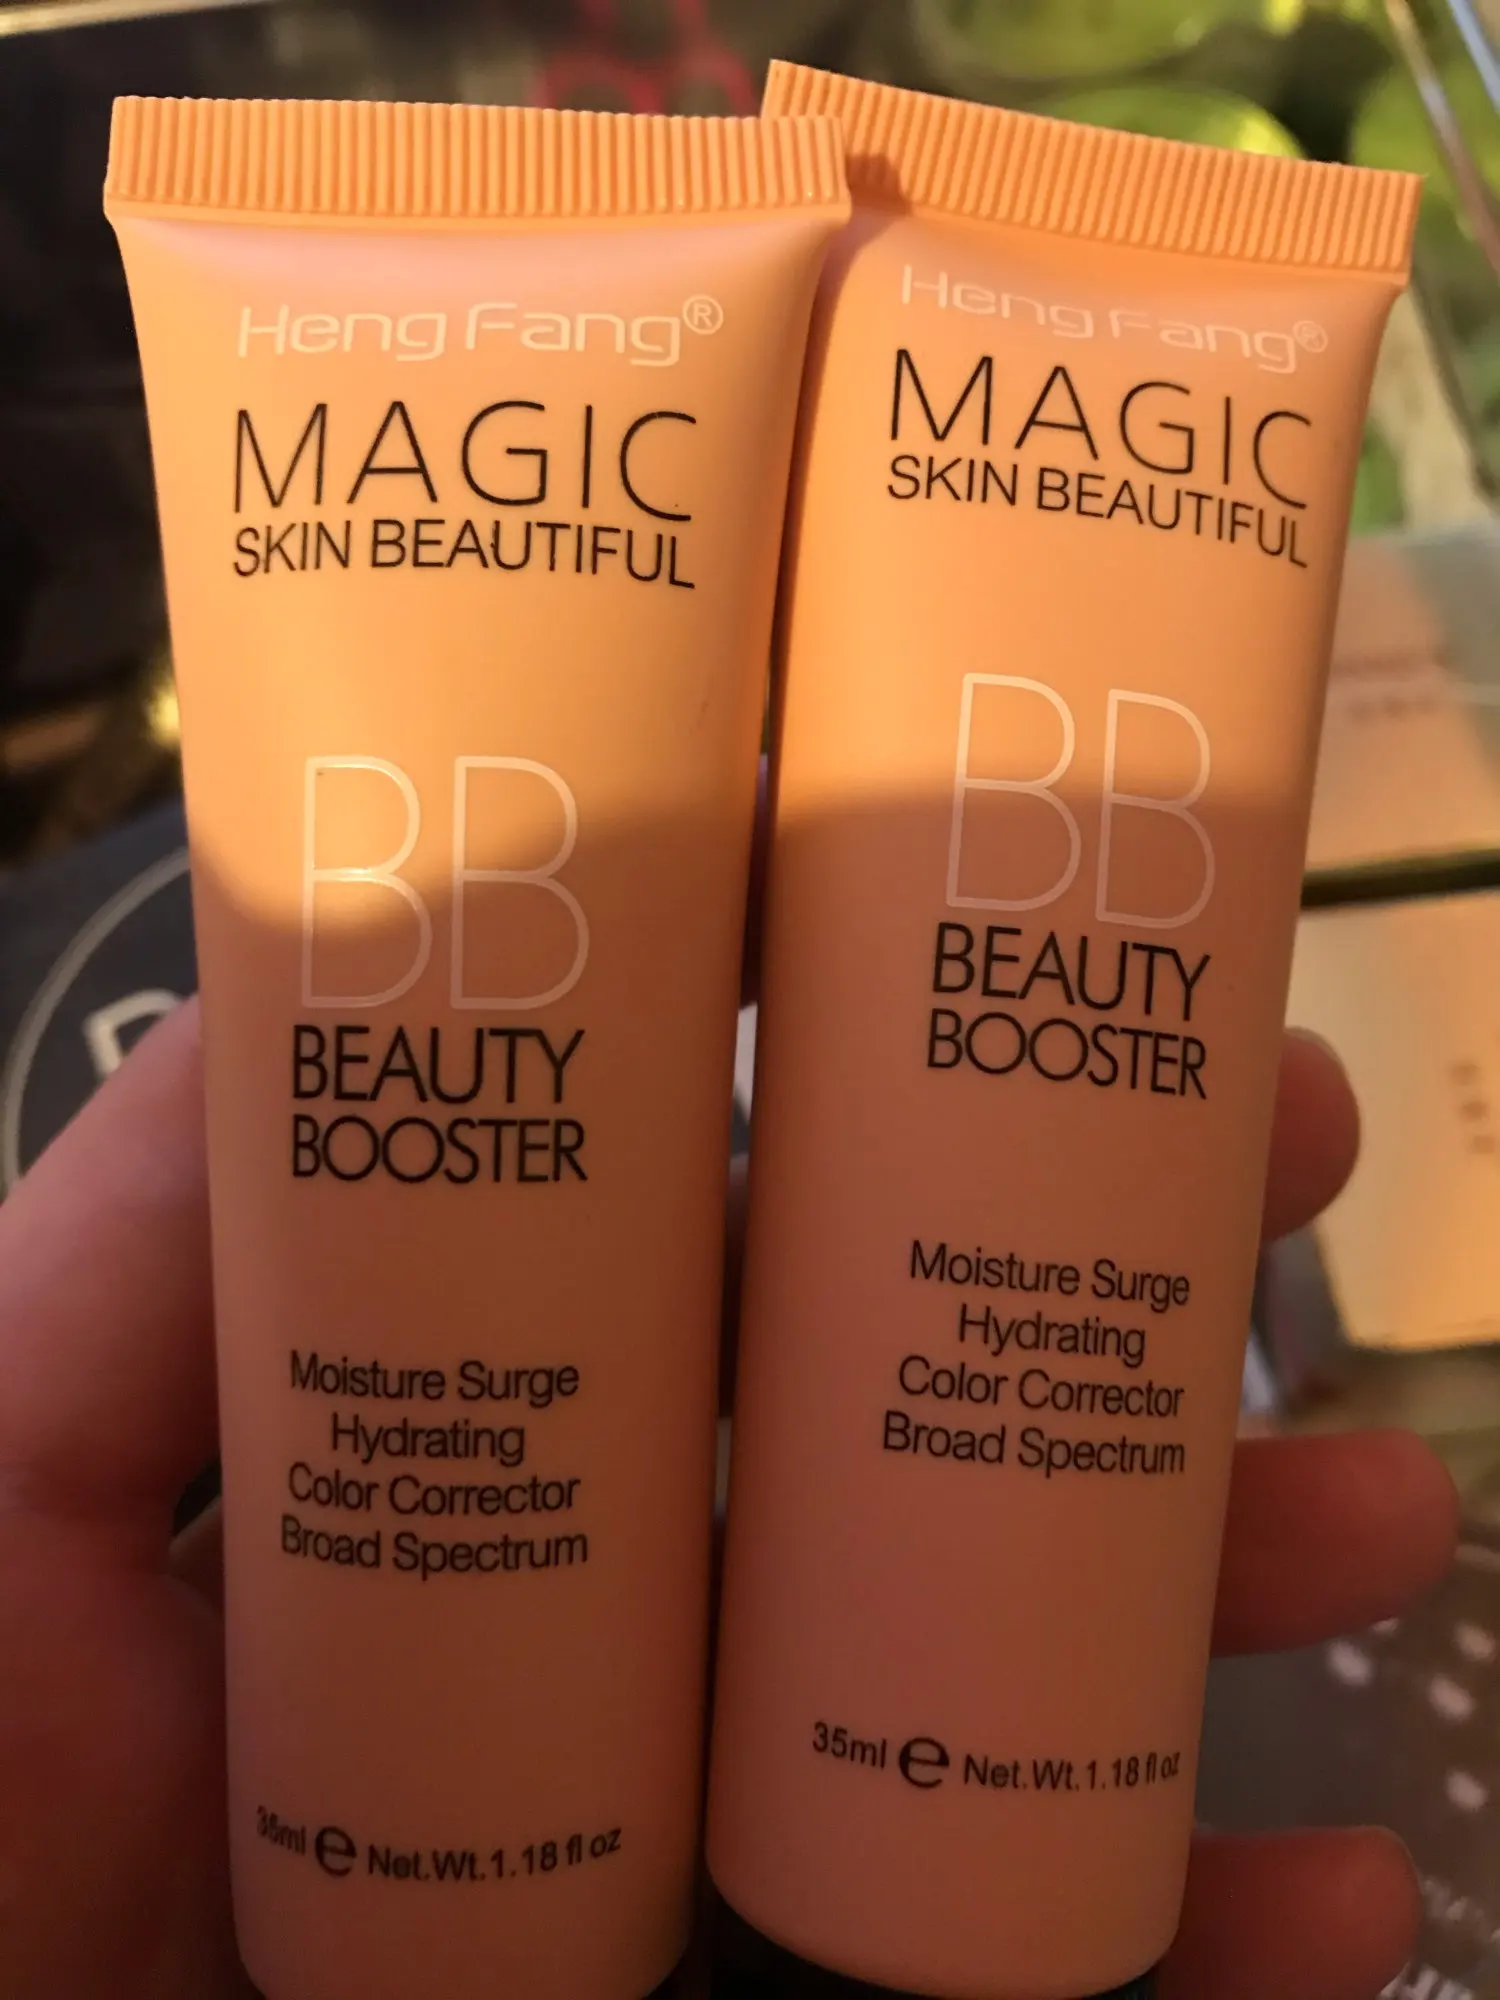 Heng Fang®
MAGIC
SKIN BEAUTIFUL
BB
BEAUTY
BOOSTER
Moisture Surge
Hydrating
Color Corrector
Broad Spectrum
35ml ℮ Net.Wt.1.18 fl oz
Heng Fang®
MAGIC
SKIN BEAUTIFUL
BB
BEAUTY
BOOSTER
Moisture Surge
Hydrating
Color Corrector
Broad Spectrum
35ml ℮ Net.Wt.1.18 fl oz